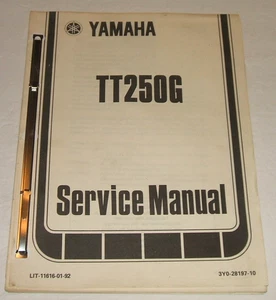 YAMAHA
TT250G
Service Manual
LIT-11616-01-92 3Y0-28197-10